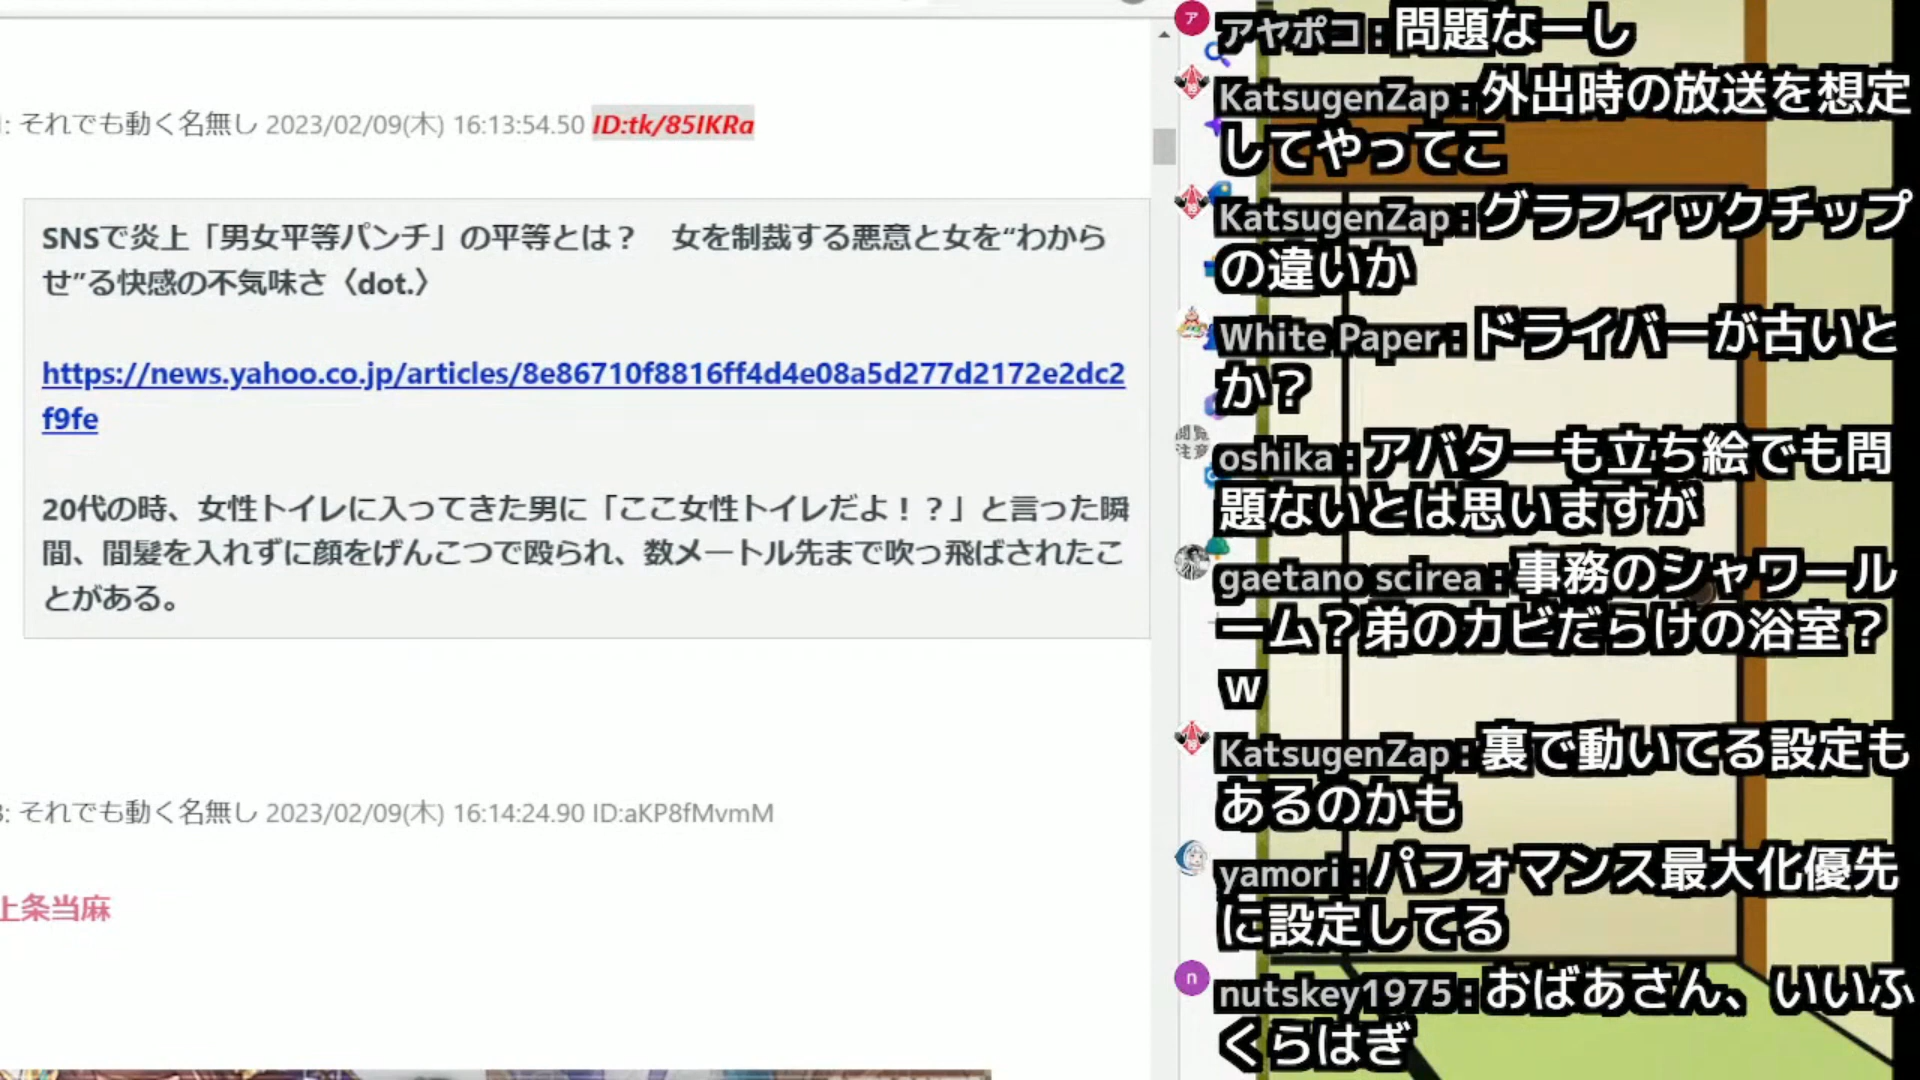 : それでも動く名無し 2023/02/09(木) 16:13:54.50 ID:tk/85IKRa
SNSで炎上「男女平等パンチ」の平等とは？　女を制裁する悪意と女を“わから
せ”る快感の不気味さ〈dot.〉
https://news.yahoo.co.jp/articles/8e86710f8816ff4d4e08a5d277d2172e2dc2
f9fe
20代の時、女性トイレに入ってきた男に「ここ女性トイレだよ！？」と言った瞬
間、間髪を入れずに顔をげんこつで殴られ、数メートル先まで吹っ飛ばされたこ
とがある。
: それでも動く名無し 2023/02/09(木) 16:14:24.90 ID:aKP8fMvmM
上条当麻
ア
アヤポコ : 問題なーし
KatsugenZap : 外出時の放送を想定
してやってこ
KatsugenZap : グラフィックチップ
の違いか
White Paper : ドライバーが古いと
か？
閲覧
注意
oshika : アバターも立ち絵でも問
題ないとは思いますが
gaetano scirea : 事務のシャワール
ーム？弟のカビだらけの浴室？
w
KatsugenZap : 裏で動いてる設定も
あるのかも
yamori : パフォマンス最大化優先
に設定してる
n
nutskey1975 : おばあさん、いいふ
くらはぎ